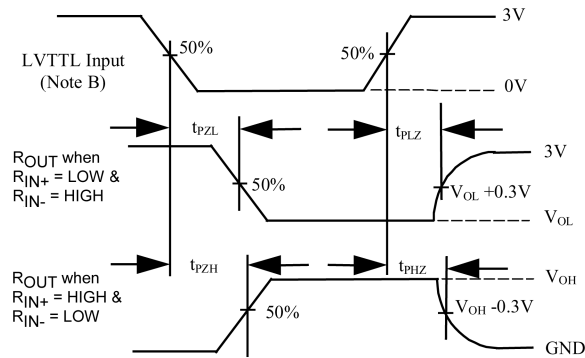 3V
50%
50%
LVTTL Input
(Note B)
0V
tPZL
tPLZ
ROUT when
RIN+ = LOW &
RIN- = HIGH
3V
50%
VOL +0.3V
VOL
tPZH
tPHZ
VOH
ROUT when
RIN+ = HIGH &
RIN- = LOW
50%
VOH -0.3V
GND